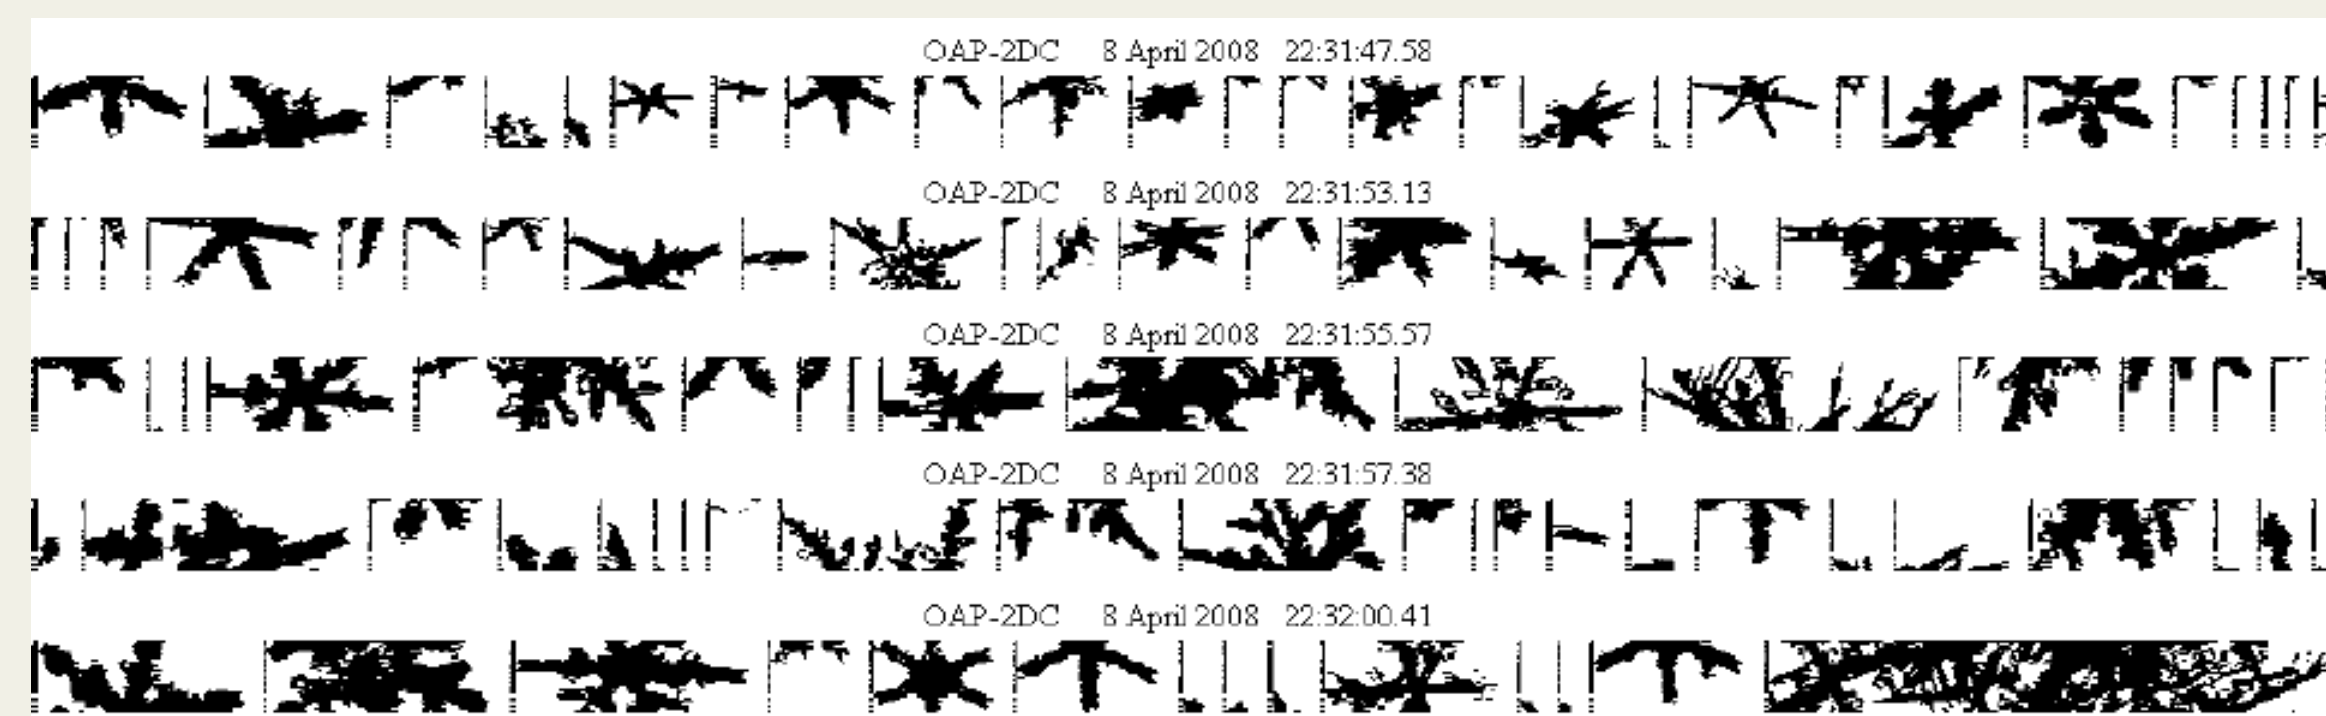 OAP-2DC 8 April 2008 22:31:47.58
OAP-2DC 8 April 2008 22:31:53.13
OAP-2DC 8 April 2008 22:31:55.57
OAP-2DC 8 April 2008 22:31:57.38
OAP-2DC 8 April 2008 22:32:00.41